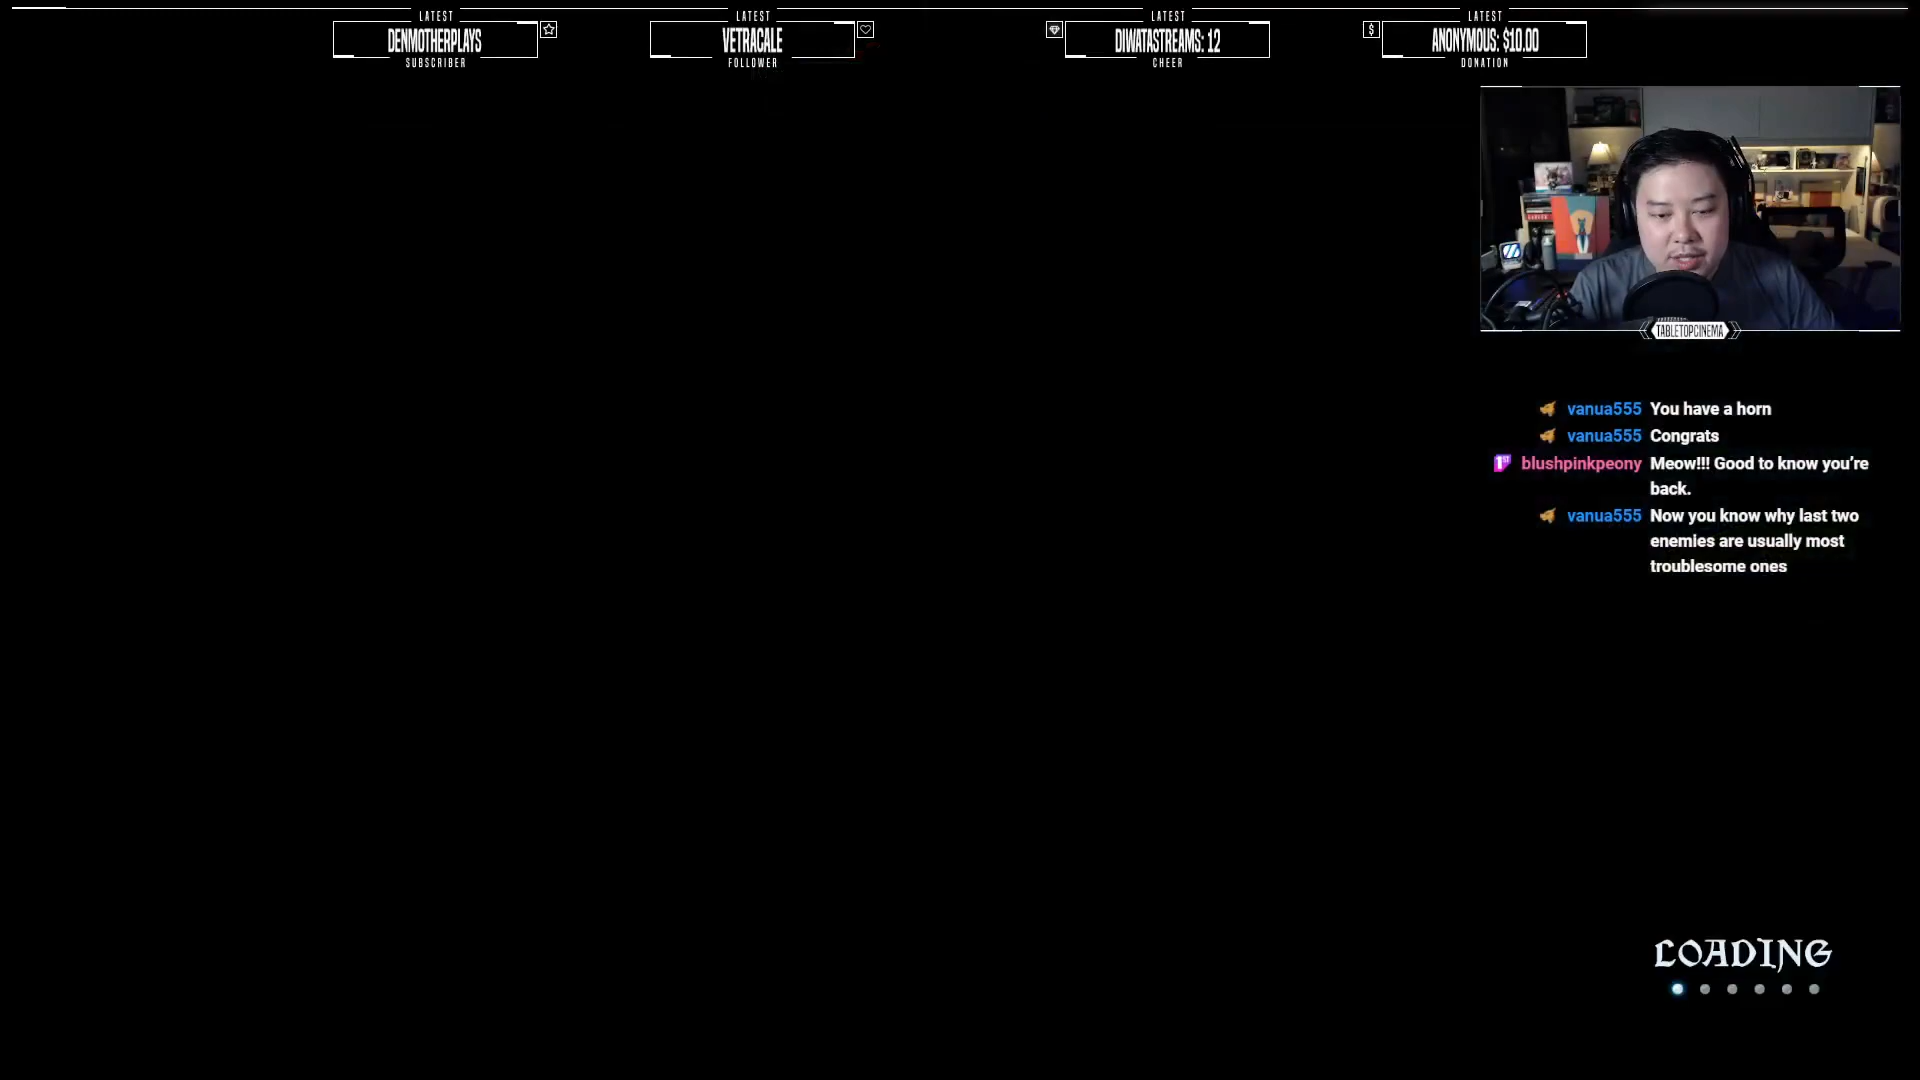 LATEST
DENMOTHERPLAYS
SUBSCRIBER
LATEST
VETRACALE
FOLLOWER
LATEST
DIWATASTREAMS: 12
CHEER
LATEST
$
ANONYMOUS: $10.00
DONATION
TABLETOPCINEMA
vanua555 You have a horn
vanua555 Congrats
blushpinkpeony Meow!!! Good to know you’re
back.
vanua555 Now you know why last two
enemies are usually most
troublesome ones
LOADING